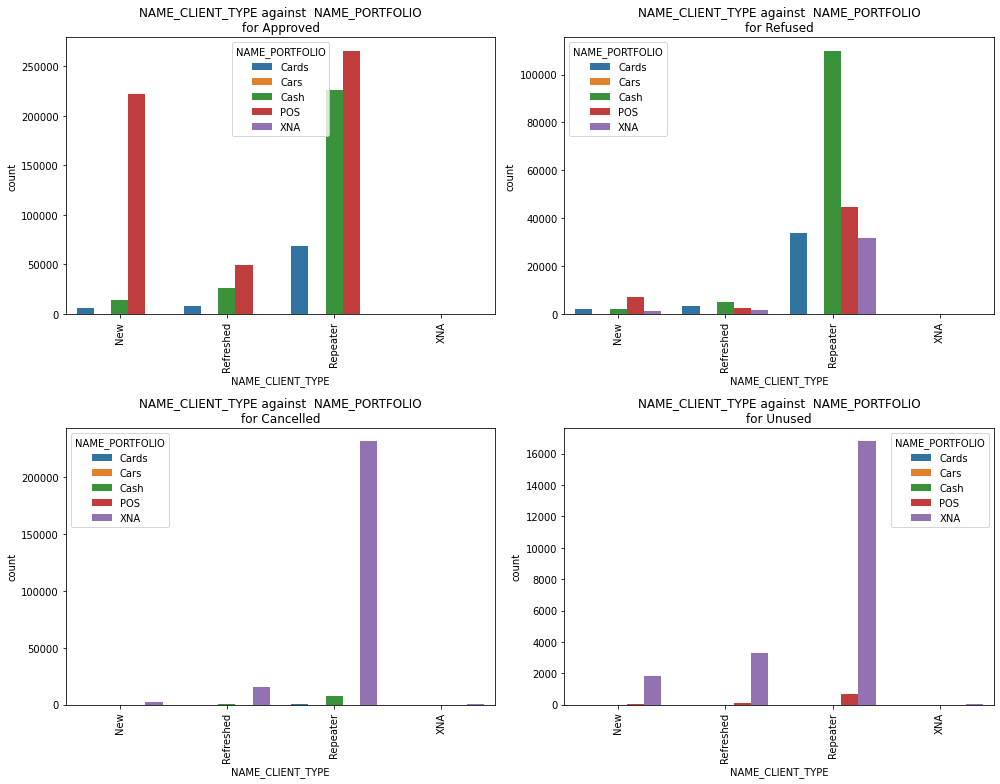 NAME_CLIENT_TYPE against  NAME_PORTFOLIO
for Approved
NAME_PORTFOLIO
Cards
Cars
Cash
POS
XNA
250000
200000
150000
100000
50000
0
count
New
Refreshed
Repeater
XNA
NAME_CLIENT_TYPE
NAME_CLIENT_TYPE against  NAME_PORTFOLIO
for Refused
NAME_PORTFOLIO
Cards
Cars
Cash
POS
XNA
100000
80000
60000
40000
20000
0
count
New
Refreshed
Repeater
XNA
NAME_CLIENT_TYPE
NAME_CLIENT_TYPE against  NAME_PORTFOLIO
for Cancelled
NAME_PORTFOLIO
Cards
Cars
Cash
POS
XNA
200000
150000
100000
50000
0
count
New
Refreshed
Repeater
XNA
NAME_CLIENT_TYPE
NAME_CLIENT_TYPE against  NAME_PORTFOLIO
for Unused
NAME_PORTFOLIO
Cards
Cars
Cash
POS
XNA
16000
14000
12000
10000
8000
6000
4000
2000
0
count
New
Refreshed
Repeater
XNA
NAME_CLIENT_TYPE